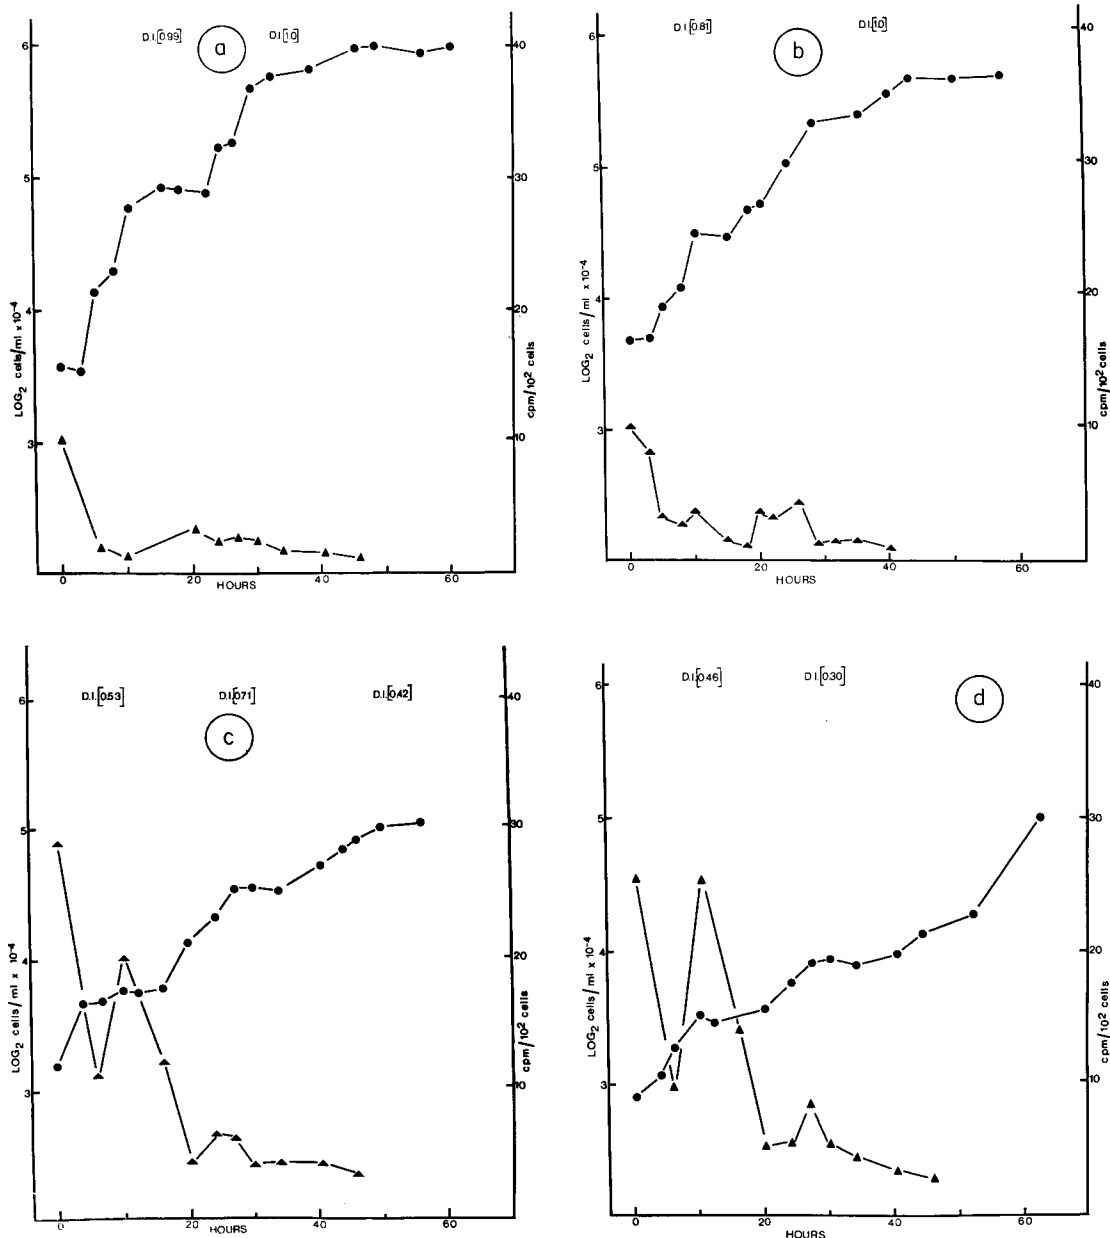 D.I.[0.99]
a
D.I.[1.0]
6
5
4
3
LOG2 cells/ml x 10-4
40
30
20
10
cpm/102 cells
0 20 40 60
HOURS
D.I.[0.81]
b
D.I.[1.0]
6
5
4
3
LOG2 cells/ml x 10-4
40
30
20
10
cpm/102 cells
0 20 40 60
HOURS
D.I.[0.53]
D.I.[0.71]
D.I.[0.42]
c
6
5
4
3
LOG2 cells/ml x 10-4
40
30
20
10
cpm/102 cells
0 20 40 60
HOURS
D.I.[0.46]
D.I.[0.30]
d
6
5
4
3
LOG2 cells/ml x 10-4
40
30
20
10
cpm/102 cells
0 20 40 60
HOURS